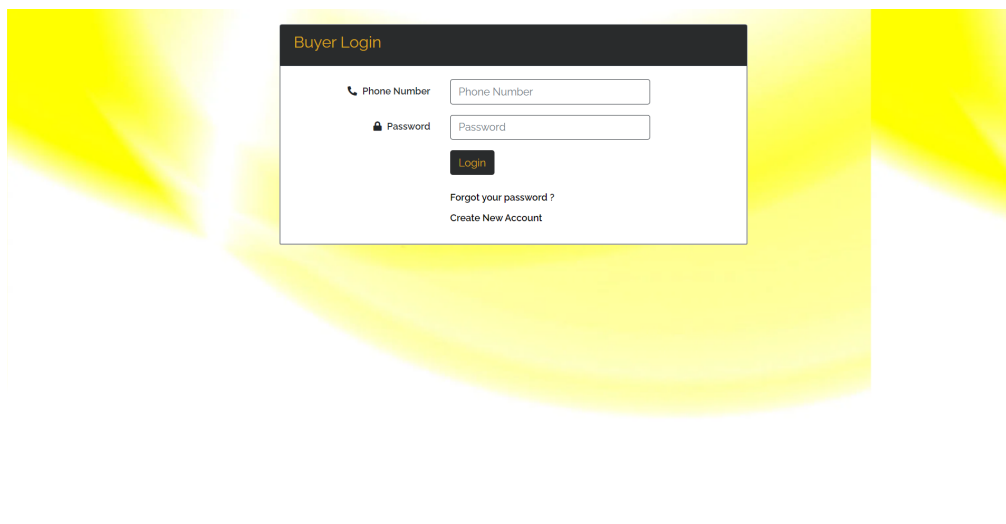 Buyer Login
Phone Number
Phone Number
Password
Password
Login
Forgot your password ?
Create New Account